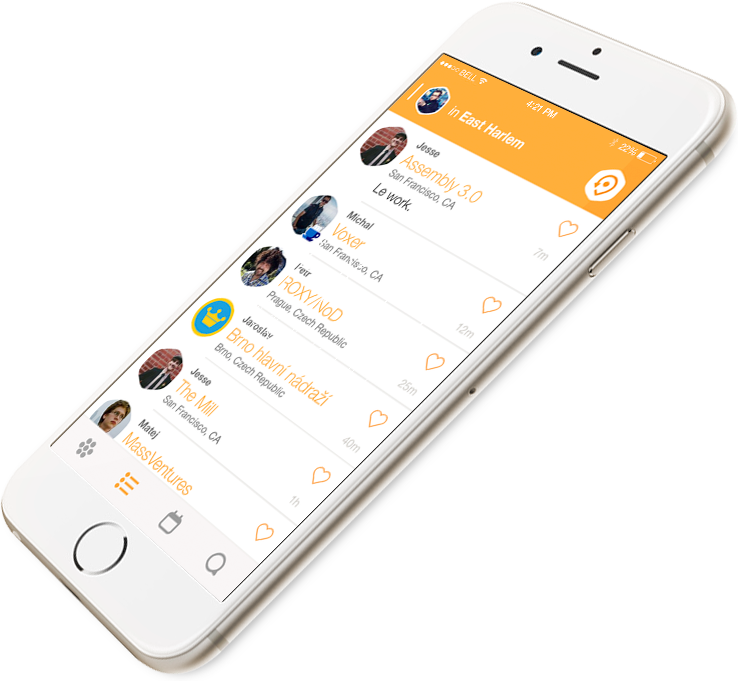 BELL
4:21 PM
22%
in East Harlem
Jesse
Assembly 3.0
San Francisco, CA
Le work.
7m
Michal
Voxer
San Francisco, CA
12m
Petr
ROXY/NoD
Prague, Czech Republic
25m
Jaroslav
Brno hlavní nádraží
Brno, Czech Republic
40m
Jesse
The Mill
San Francisco, CA
1h
Matej
MassVentures